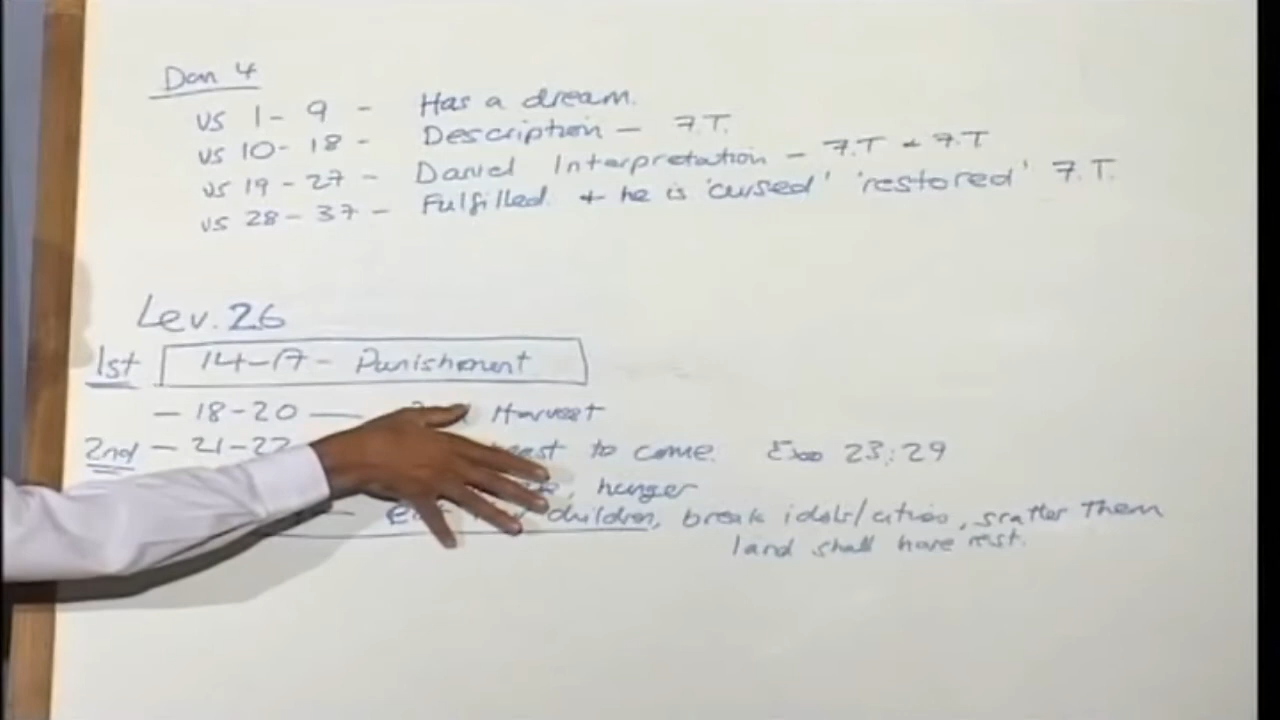 Dan 4
vs 1-9 - Has a dream.
vs 10-18 - Description - 7.T.
vs 19-27 - Daniel Interpretation - 7.T + 7.T
vs 28-37 - Fulfilled. + he is 'cursed' 'restored' 7.T.
Lev. 26
1st 14-17- Punishment
- 18-20 — Harvest
2nd - 21-22 to come. Exo 23:29
, hunger
children, break idols/cities, scatter them
land shall have rest.